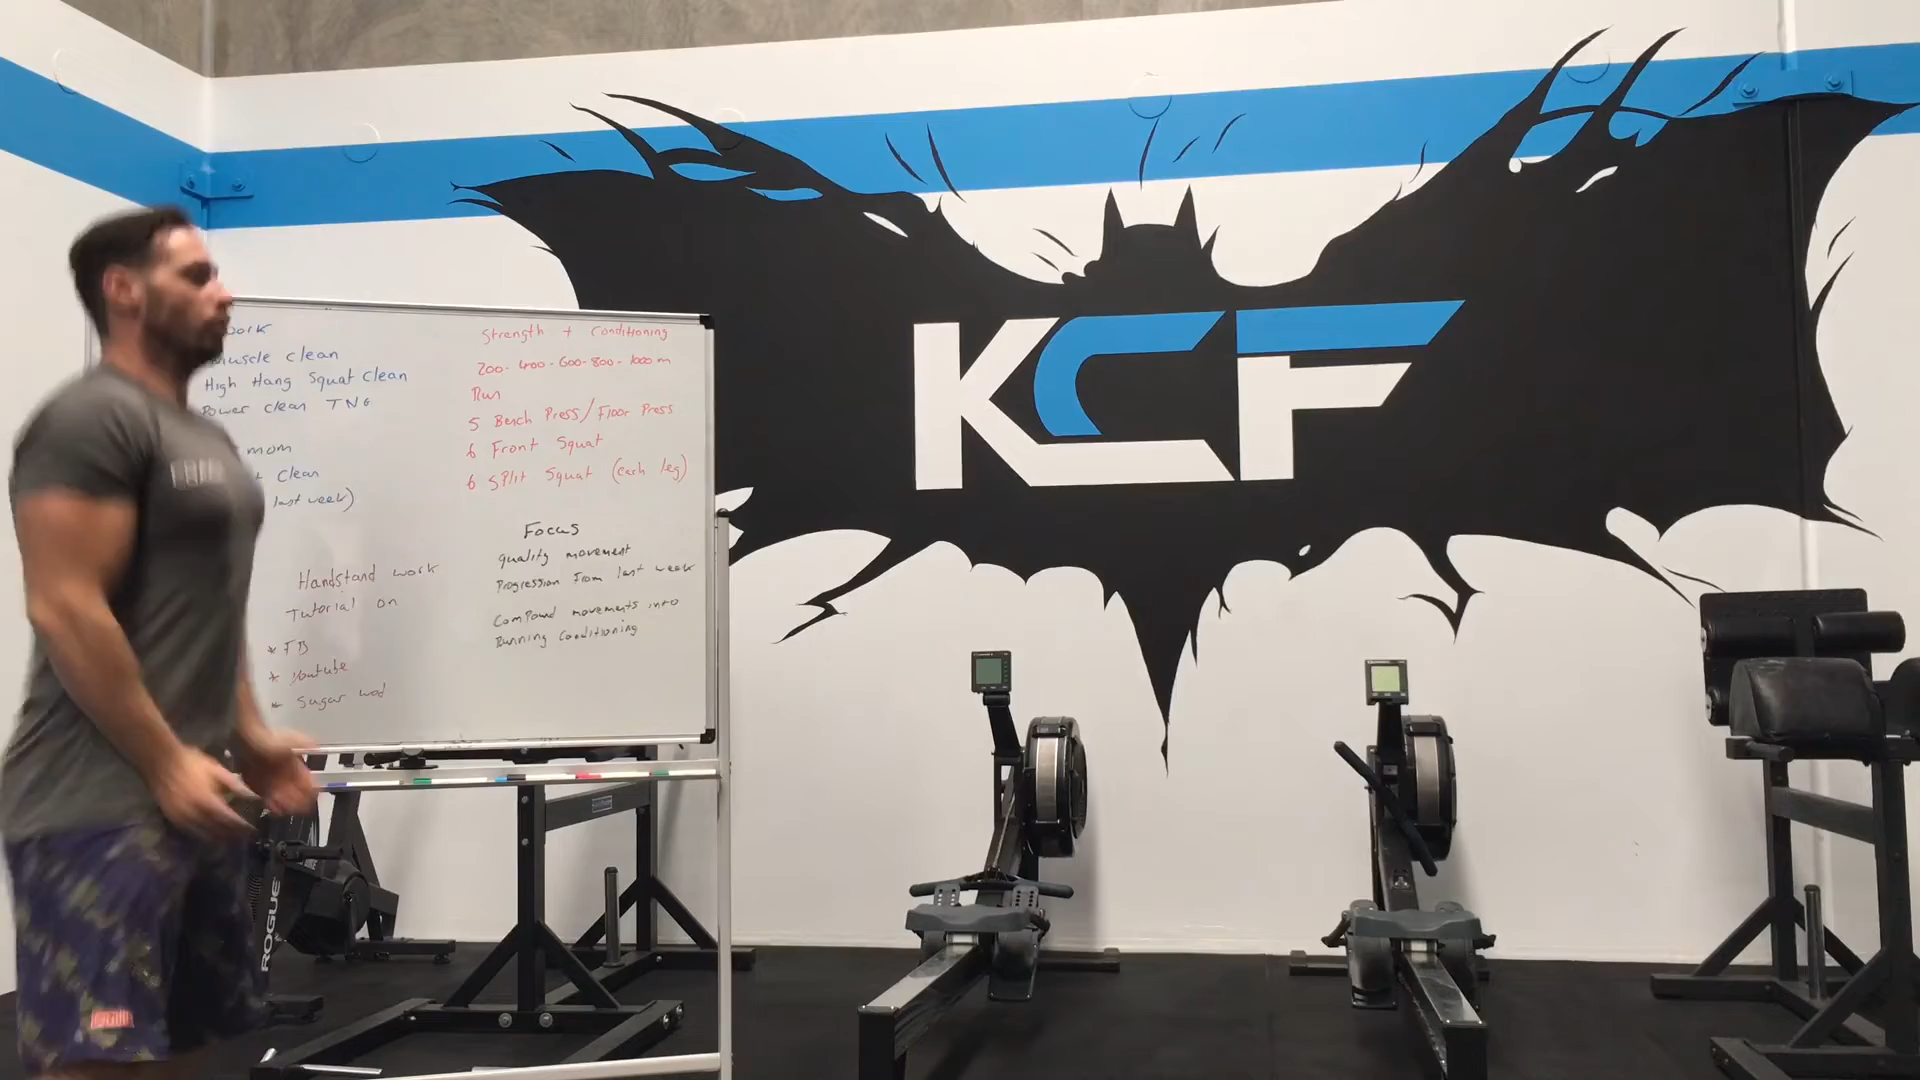 work
Muscle clean
High Hang Squat clean
Power clean TNG
mom
clean
last week)
Handstand work
Tutorial on
* FB
* Youtube
* Sugar wod
Strength + Conditioning
200-400-600-800-1000 m
Run
5 Bench Press/Floor Press
6 Front Squat
6 Split Squat (each leg)
Focus
quality movement
Progression From last week
Compound movements into
Running Conditioning
KCF
ROGUE